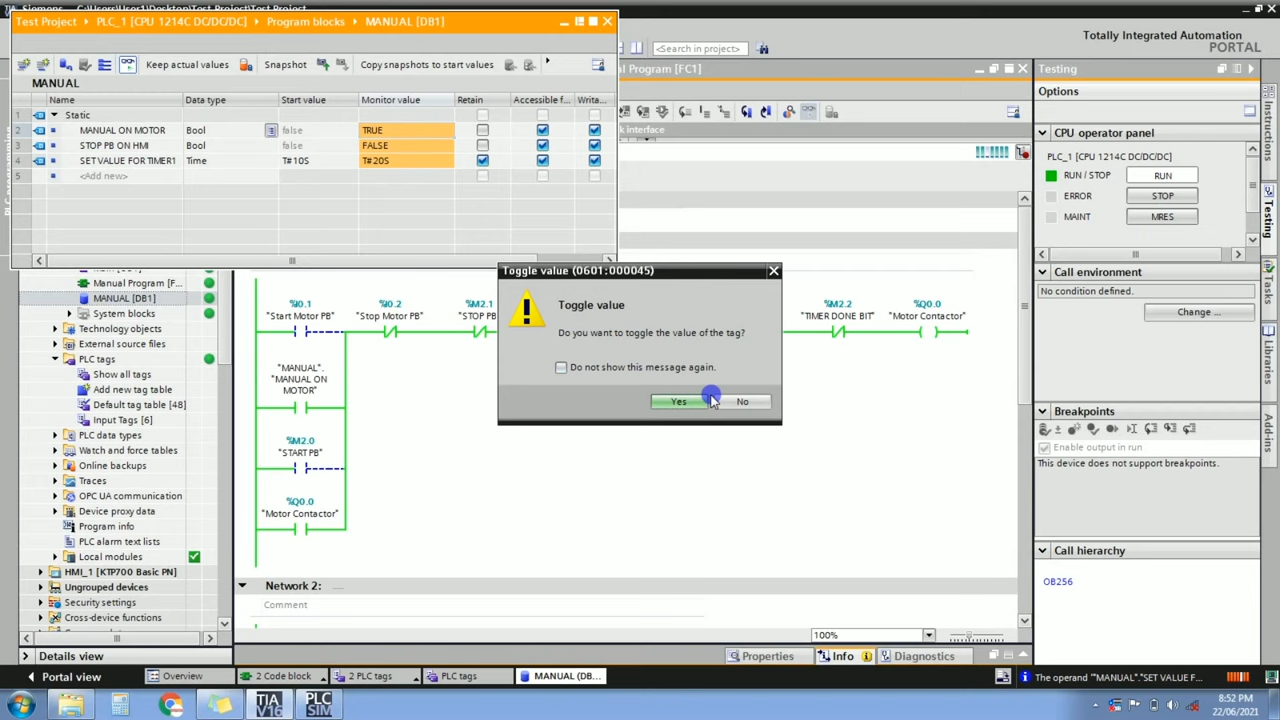 Siemens - C:\Users\User1\Desktop\Test Project\Test Project
Test Project ▸ PLC_1 [CPU 1214C DC/DC/DC] ▸ Program blocks ▸ MANUAL [DB1]
Totally Integrated Automation
PORTAL
<Search in project>
Keep actual values
Snapshot
Copy snapshots to start values
MANUAL
Name Data type Start value Monitor value Retain Accessible f... Writa...
1 Static
2 MANUAL ON MOTOR Bool false TRUE
3 STOP PB ON HMI Bool false FALSE
4 SET VALUE FOR TIMER1 Time T#10S T#20S
5 <Add new>
al Program [FC1]
k interface
Testing
Options
CPU operator panel
PLC_1 [CPU 1214C DC/DC/DC]
RUN / STOP RUN
ERROR STOP
MAINT MRES
Call environment
No condition defined.
Change ...
Breakpoints
Enable output in run
This device does not support breakpoints.
Call hierarchy
OB256
Instructions
Testing
Tasks
Libraries
Add-ins
Manual Program [F...
MANUAL [DB1]
System blocks
Technology objects
External source files
PLC tags
Show all tags
Add new tag table
Default tag table [48]
Input Tags [6]
PLC data types
Watch and force tables
Online backups
Traces
OPC UA communication
Device proxy data
Program info
PLC alarm text lists
Local modules
HMI_1 [KTP700 Basic PN]
Ungrouped devices
Security settings
Cross-device functions
Details view
%I0.1
"Start Motor PB"
%I0.2
"Stop Motor PB"
%M2.1
"STOP PB
%M2.2
"TIMER DONE BIT"
%Q0.0
"Motor Contactor"
"MANUAL".
"MANUAL ON
MOTOR"
%M2.0
"START PB"
%Q0.0
"Motor Contactor"
Network 2: .....
Comment
Toggle value (0601:000045)
Toggle value
Do you want to toggle the value of the tag?
Do not show this message again.
Yes
No
100%
Properties
Info
Diagnostics
Portal view
Overview
2 Code block
2 PLC tags
PLC tags
MANUAL (DB...
The operand '"MANUAL"."SET VALUE F...
TIA
V16
PLC
SIM
8:52 PM
22/06/2021